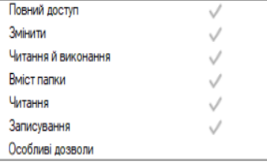 Повний доступ
Змінити
Читання й виконання
Вміст папки
Читання
Записування
Особливі дозволи